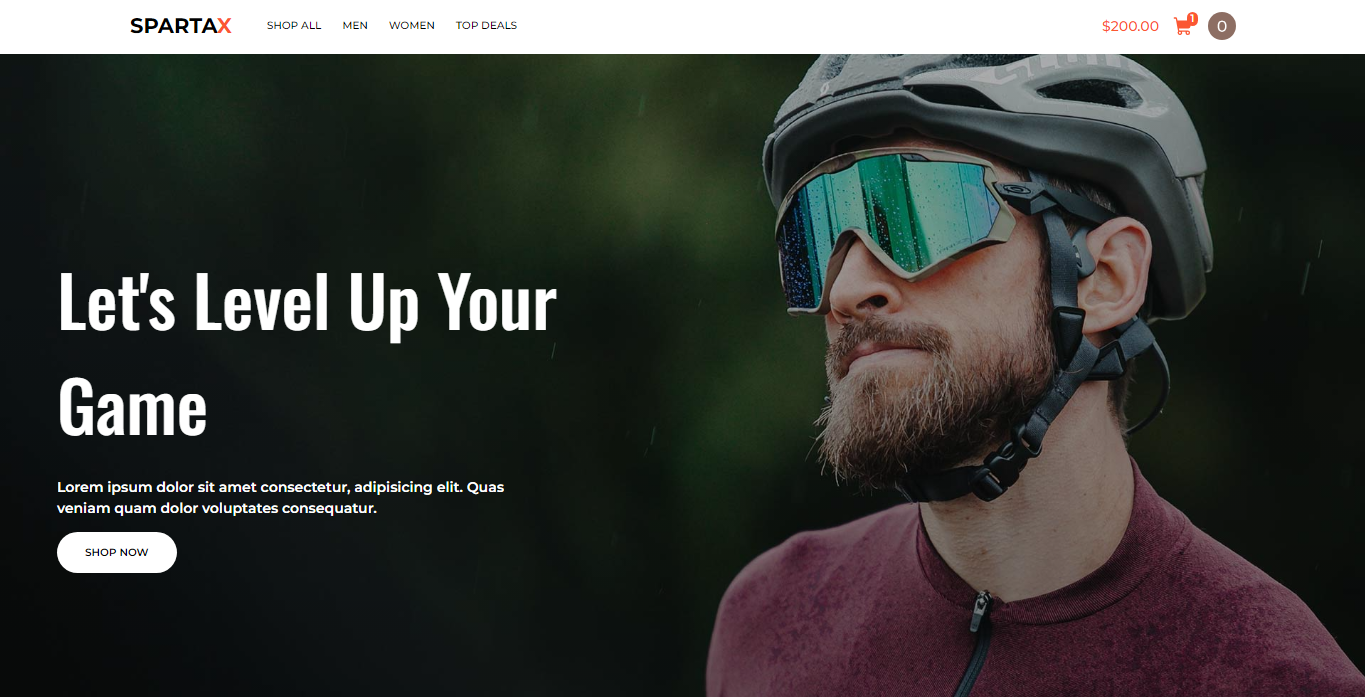 SPARTAX
SHOP ALL
MEN
WOMEN
TOP DEALS
$200.00
1
O
Let's Level Up Your
Game
Lorem ipsum dolor sit amet consectetur, adipisicing elit. Quas
veniam quam dolor voluptates consequatur.
SHOP NOW